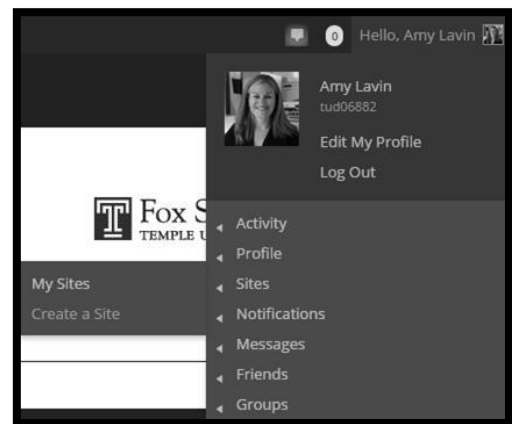 0 Hello, Amy Lavin
Amy Lavin
tud06882
Edit My Profile
Log Out
Fox S
TEMPLE U
Activity
Profile
My Sites
Sites
Create a Site
Notifications
Messages
Friends
Groups